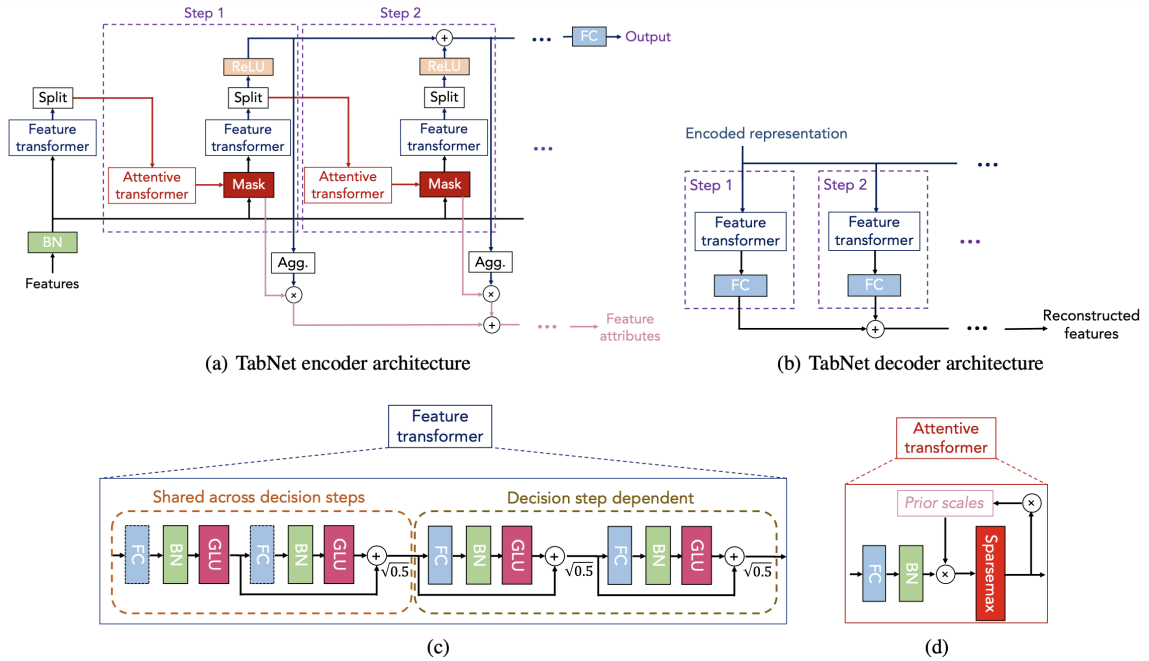 Step 1
Step 2
FC
Output
ReLU
ReLU
Split
Split
Split
Feature
transformer
Feature
transformer
Feature
transformer
Attentive
transformer
Mask
Attentive
transformer
Mask
...
...
BN
Features
Agg.
Agg.
×
×
+
+
...
Feature
attributes
(a) TabNet encoder architecture
Encoded representation
...
Step 1
Step 2
Feature
transformer
Feature
transformer
...
FC
FC
+
...
Reconstructed
features
(b) TabNet decoder architecture
Feature
transformer
Shared across decision steps
Decision step dependent
FC
BN
GLU
FC
BN
GLU
+
√0.5
FC
BN
GLU
+
√0.5
FC
BN
GLU
+
√0.5
(c)
Attentive
transformer
Prior scales
×
FC
BN
×
Sparsemax
(d)